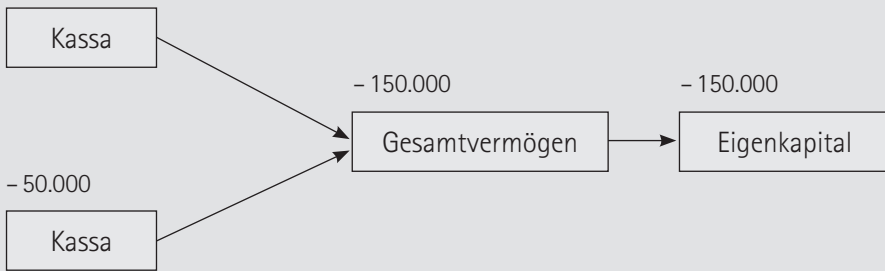 Kassa
– 150.000
– 150.000
Gesamtvermögen
Eigenkapital
– 50.000
Kassa